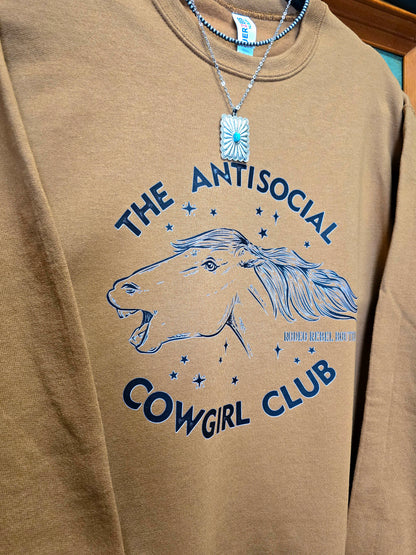 THE ANTISOCIAL
COWGIRL CLUB